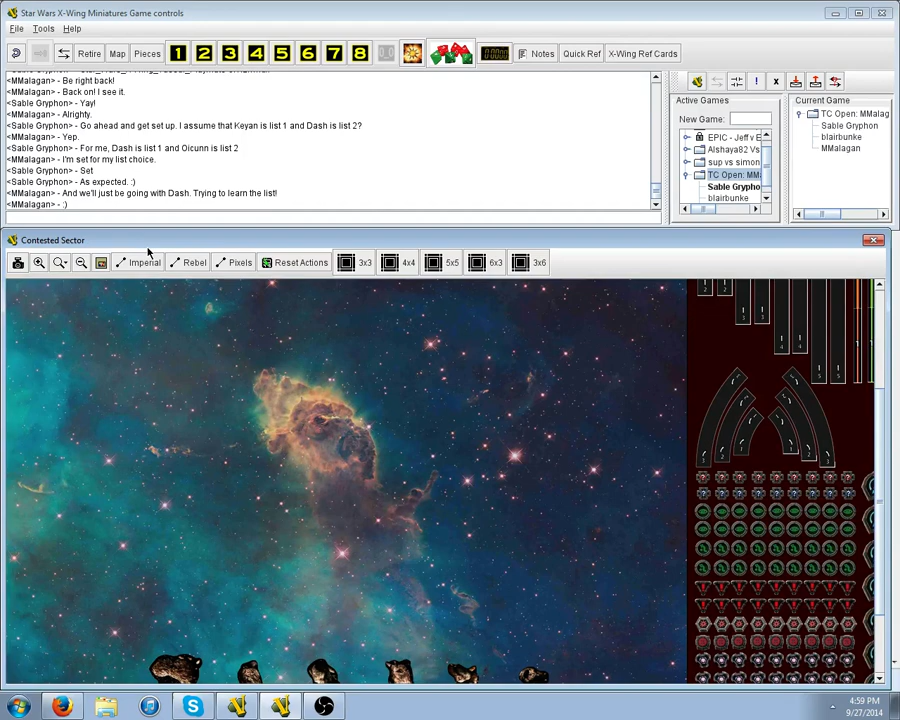 Star Wars X-Wing Miniatures Game controls
File Tools Help
Retire Map Pieces 1 2 3 4 5 6 7 8 Notes Quick Ref X-Wing Ref Cards
<MMalagan> - Be right back!
<MMalagan> - Back on! I see it.
<Sable Gryphon> - Yay!
<MMalagan> - Alrighty.
<Sable Gryphon> - Go ahead and get set up. I assume that Keyan is list 1 and Dash is list 2?
<MMalagan> - Yep.
<Sable Gryphon> - For me, Dash is list 1 and Oicunn is list 2
<MMalagan> - I'm set for my list choice.
<Sable Gryphon> - Set
<Sable Gryphon> - As expected. :)
<MMalagan> - And we'll just be going with Dash. Trying to learn the list!
<MMalagan> - :)
Active Games
New Game:
EPIC - Jeff v E
Alshaya82 Vs
sup vs simon
TC Open: MMa
Sable Grypho
blairbunke
Current Game
TC Open: MMalag
Sable Gryphon
blairbunke
MMalagan
Contested Sector
Imperial Rebel Pixels Reset Actions 3x3 4x4 5x5 6x3 3x6
4:59 PM
9/27/2014